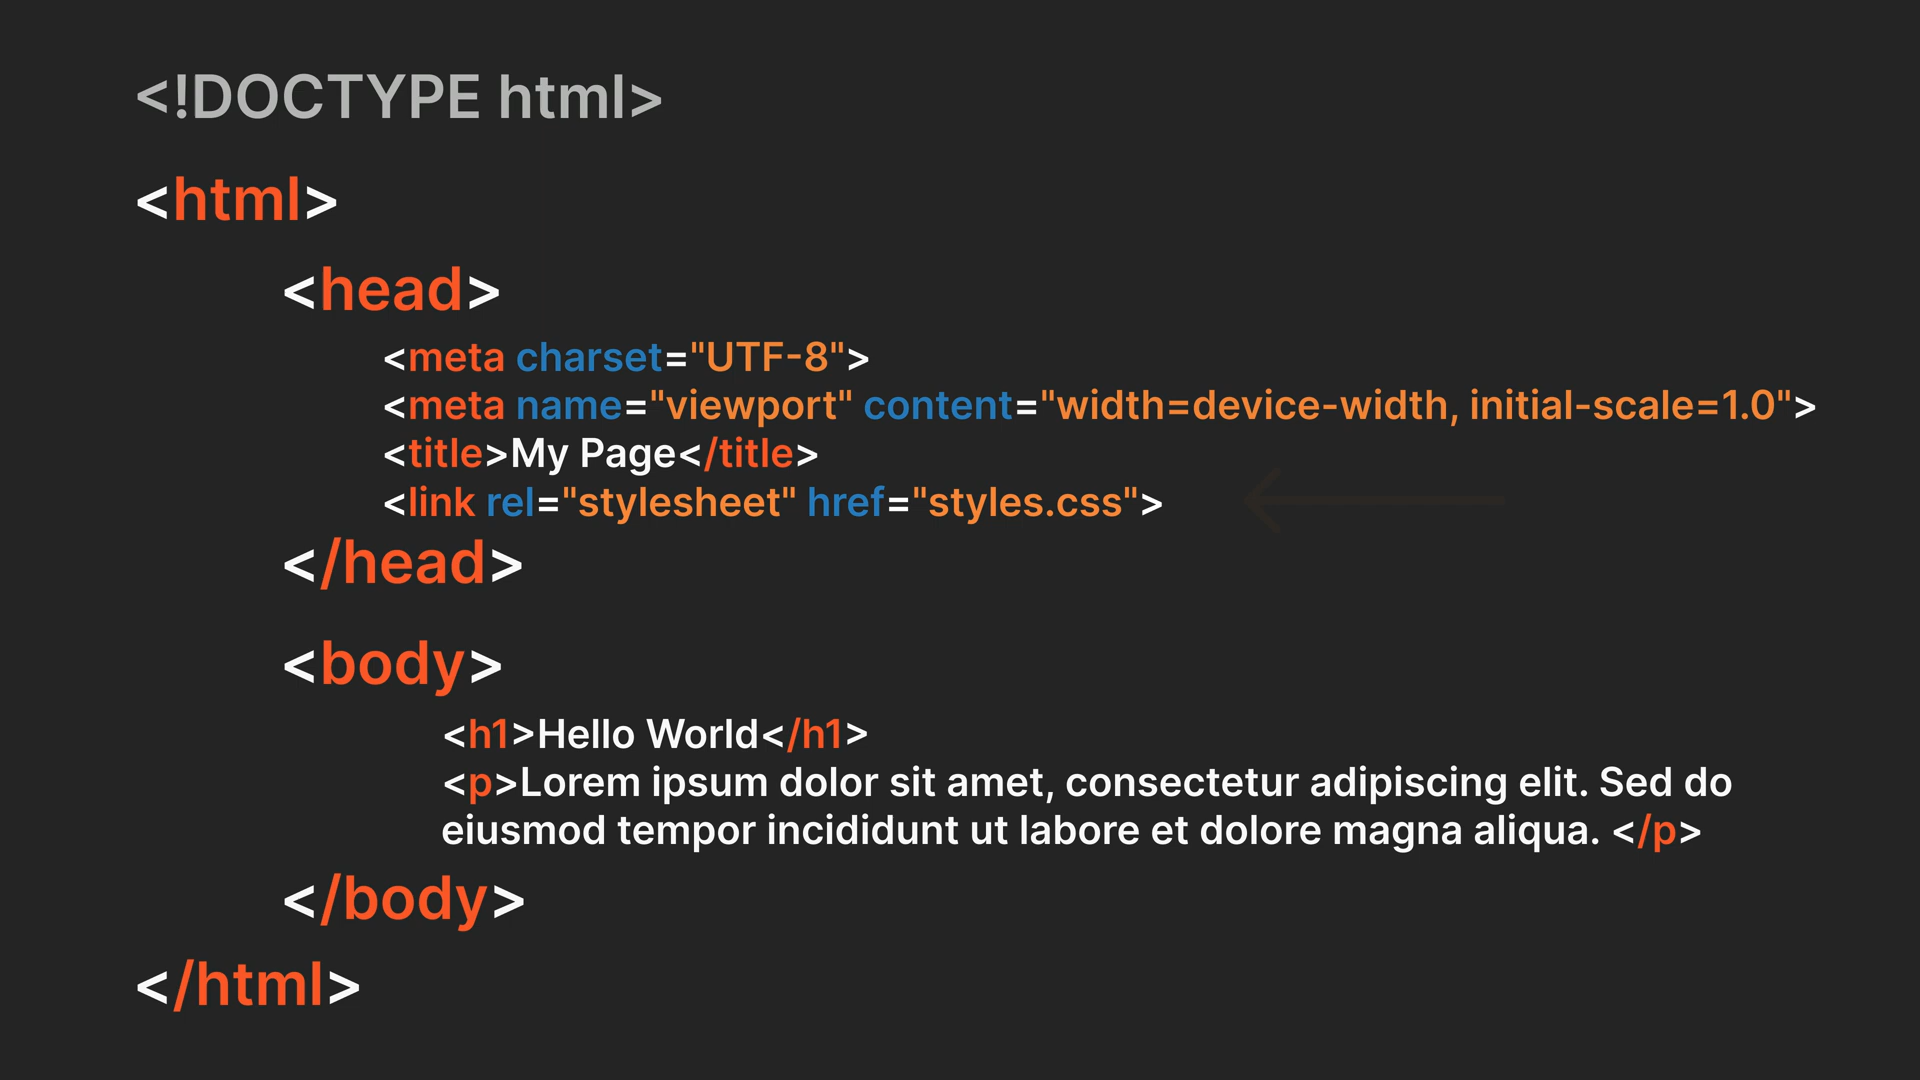 <!DOCTYPE html>
<html>
<head>
<meta charset="UTF-8">
<meta name="viewport" content="width=device-width, initial-scale=1.0">
<title>My Page</title>
<link rel="stylesheet" href="styles.css">
</head>
<body>
<h1>Hello World</h1>
<p>Lorem ipsum dolor sit amet, consectetur adipiscing elit. Sed do
eiusmod tempor incididunt ut labore et dolore magna aliqua. </p>
</body>
</html>